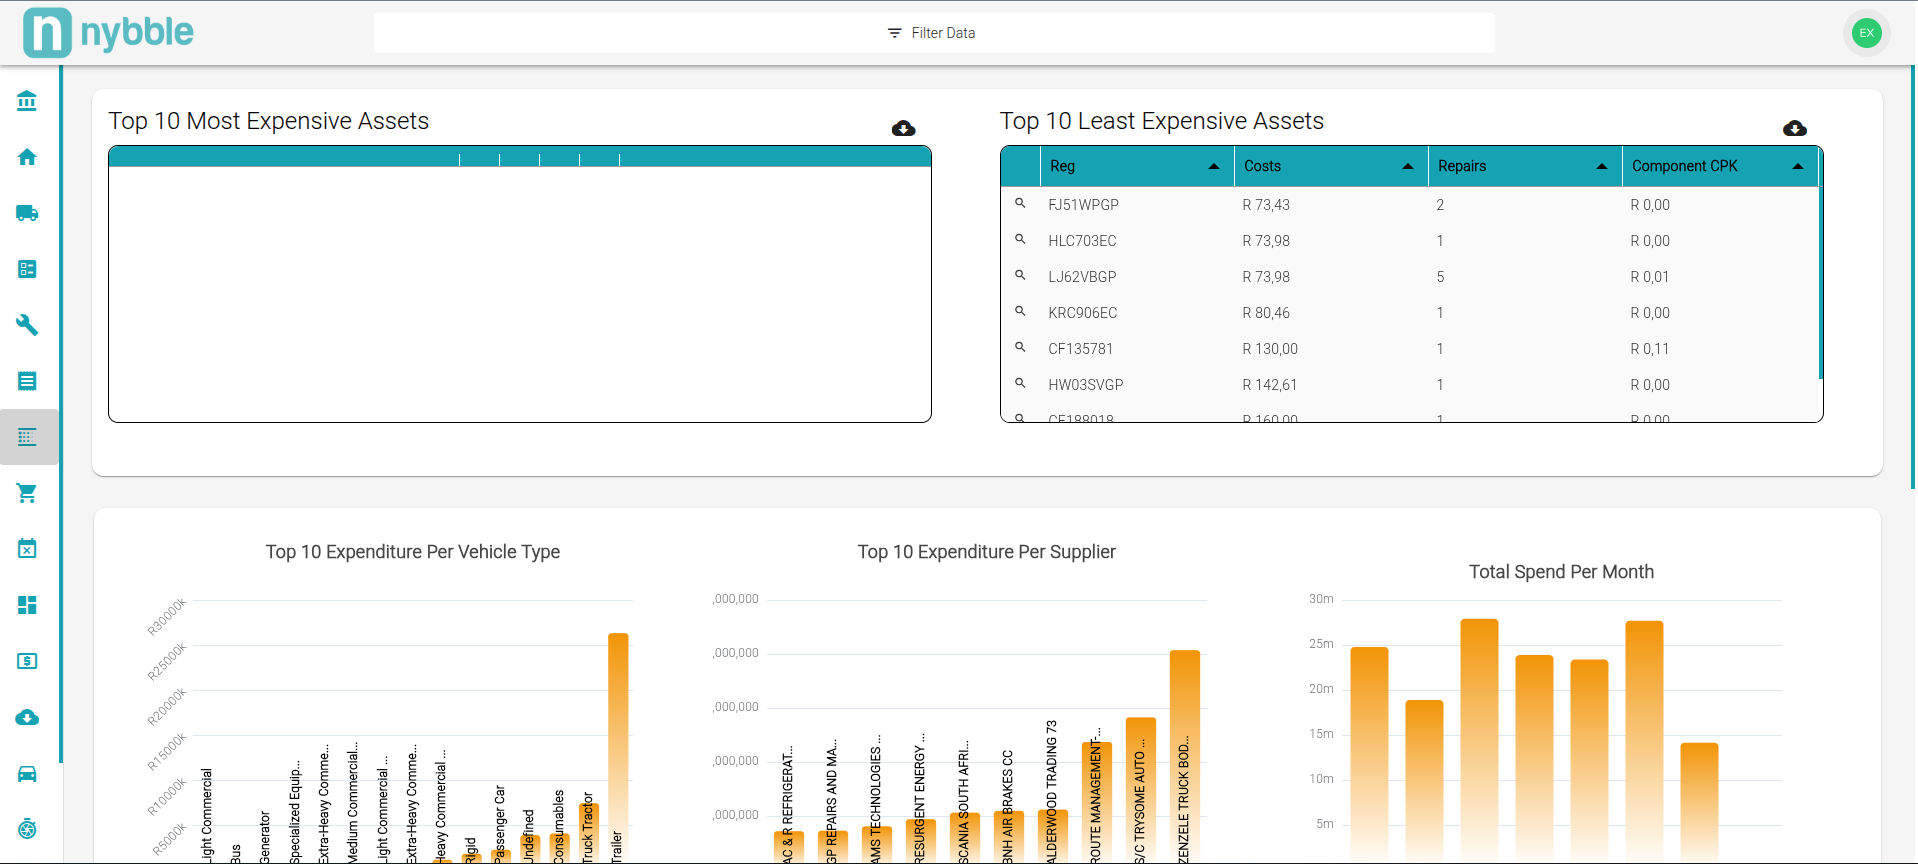 nybble
Filter Data
EX
Top 10 Most Expensive Assets
Top 10 Least Expensive Assets
Reg Costs Repairs Component CPK
FJ51WPGP R 73,43 2 R 0,00
HLC703EC R 73,98 1 R 0,00
LJ62VBGP R 73,98 5 R 0,01
KRC906EC R 80,46 1 R 0,00
CF135781 R 130,00 1 R 0,11
HW03SVGP R 142,61 1 R 0,00
CF188018 R 160,00 1 R 0,00
Top 10 Expenditure Per Vehicle Type
R30000k
R25000k
R20000k
R15000k
R10000k
R5000k
Light Commercial
Bus
Generator
Specialized Equip...
Extra-Heavy Comme...
Medium Commercial...
Light Commercial ...
Extra-Heavy Comme...
Heavy Commercial ...
Rigid
Passenger Car
Undefined
Consumables
Truck Tractor
Trailer
Top 10 Expenditure Per Supplier
,000,000
,000,000
,000,000
,000,000
,000,000
AC & R REFRIGERAT...
GP REPAIRS AND MA...
AMS TECHNOLOGIES ...
RESURGENT ENERGY ...
SCANIA SOUTH AFRI...
BNH AIR BRAKES CC
ALDERWOOD TRADING 73
ROUTE MANAGEMENT-...
S/C TRYSOME AUTO ...
ZENZELE TRUCK BOD...
Total Spend Per Month
30m
25m
20m
15m
10m
5m